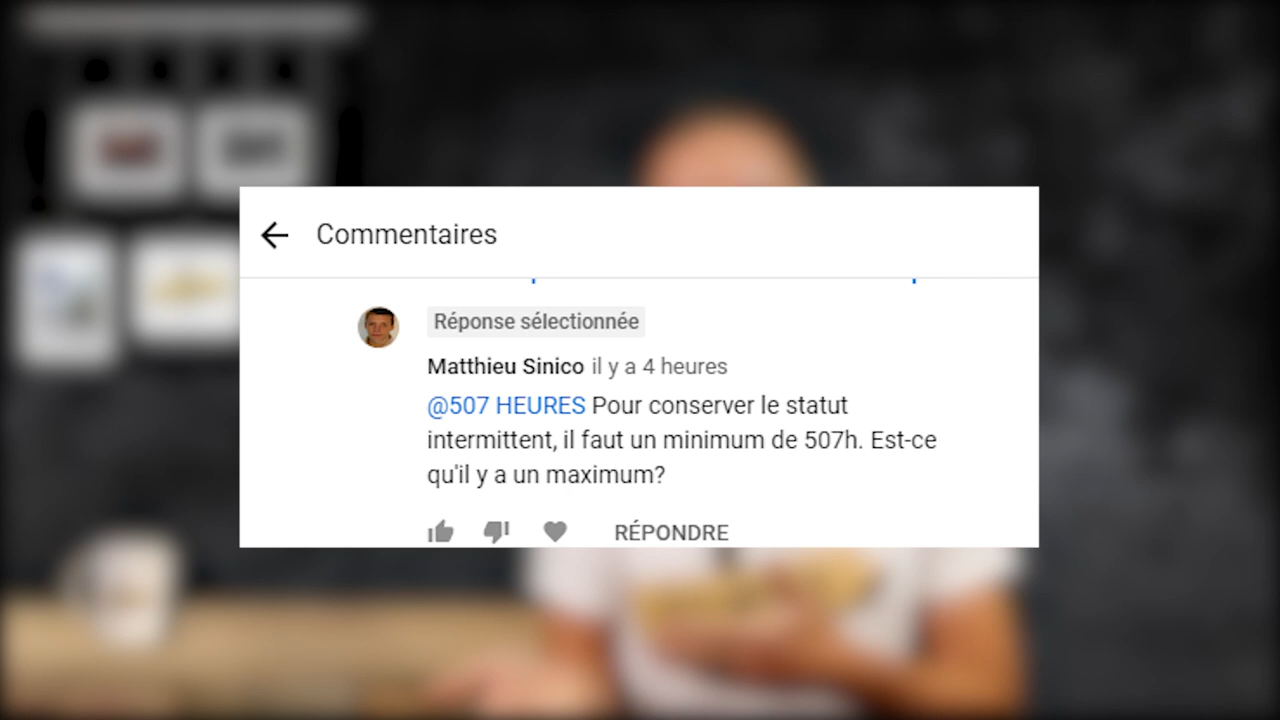 Commentaires
Réponse sélectionnée
Matthieu Sinico il y a 4 heures
@507 HEURES Pour conserver le statut
intermittent, il faut un minimum de 507h. Est-ce
qu'il y a un maximum?
RÉPONDRE